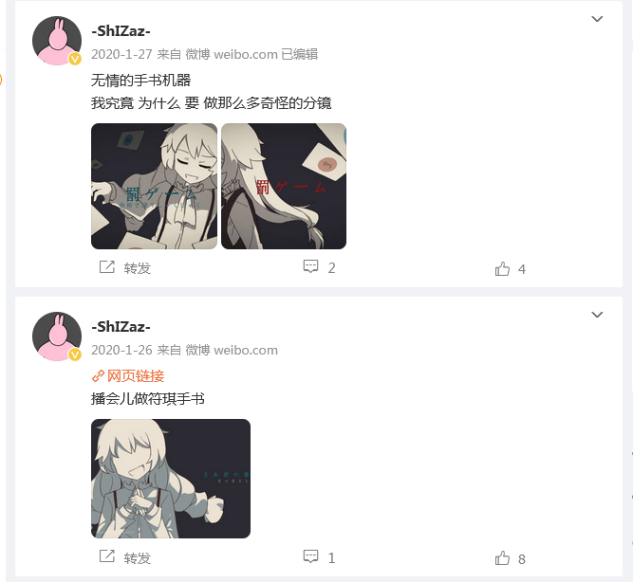 -ShIZaz-
2020-1-27 来自 微博 weibo.com 已编辑
无情的手书机器
我究竟 为什么 要 做那么多奇怪的分镜
罰ゲーム
罰ゲーム
转发
2
4
-ShIZaz-
2020-1-26 来自 微博 weibo.com
网页链接
播会儿做符琪手书
转发
1
8